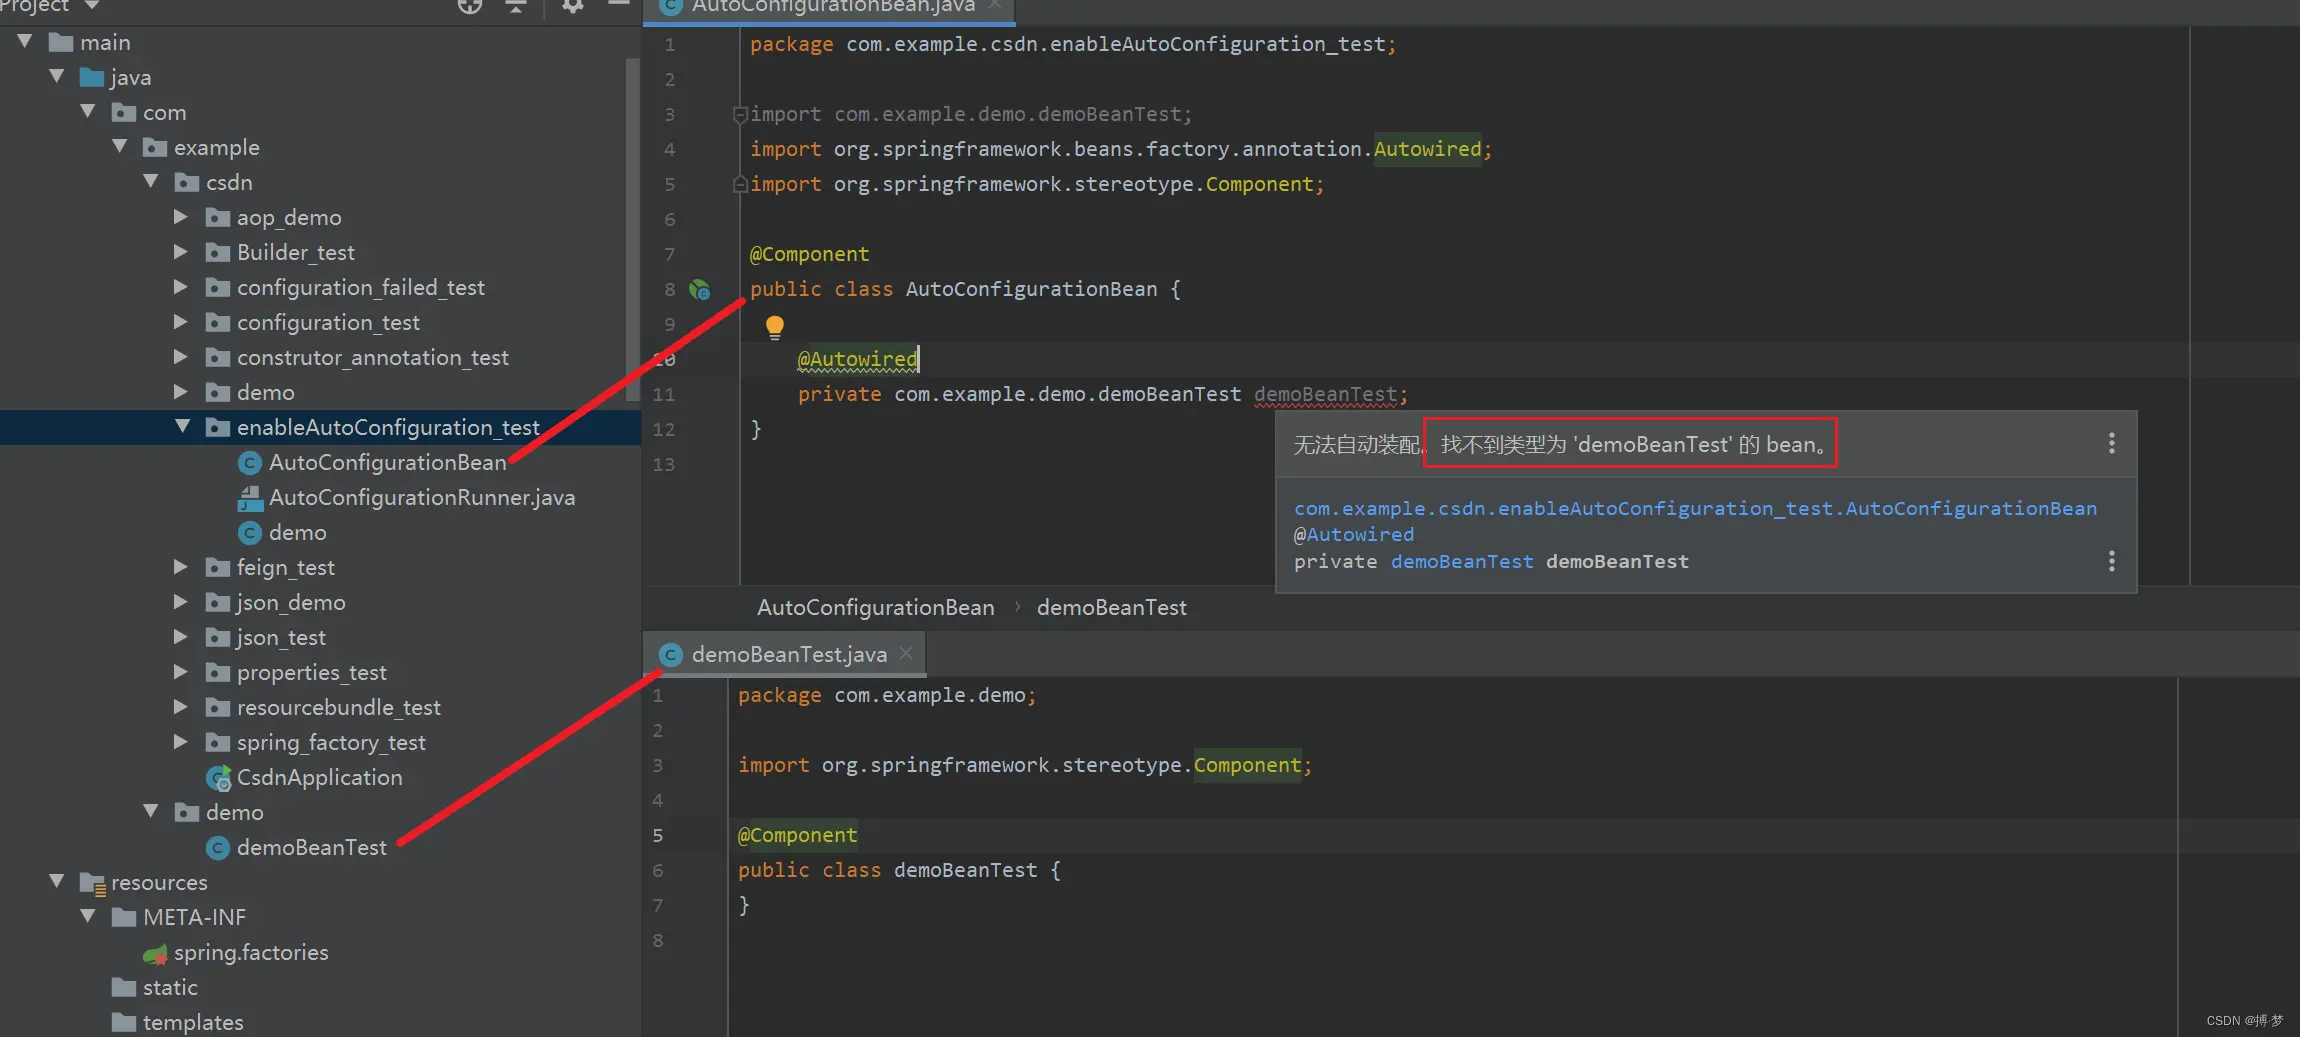 Project
main
java
com
example
csdn
aop_demo
Builder_test
configuration_failed_test
configuration_test
construtor_annotation_test
demo
enableAutoConfiguration_test
AutoConfigurationBean
AutoConfigurationRunner.java
demo
feign_test
json_demo
json_test
properties_test
resourcebundle_test
spring_factory_test
CsdnApplication
demo
demoBeanTest
resources
META-INF
spring.factories
static
templates
AutoConfigurationBean.java
1 package com.example.csdn.enableAutoConfiguration_test;
2
3 import com.example.demo.demoBeanTest;
4 import org.springframework.beans.factory.annotation.Autowired;
5 import org.springframework.stereotype.Component;
6
7 @Component
8 public class AutoConfigurationBean {
9
10 @Autowired
11 private com.example.demo.demoBeanTest demoBeanTest;
12 }
13
无法自动装配。找不到类型为 'demoBeanTest' 的 bean。
com.example.csdn.enableAutoConfiguration_test.AutoConfigurationBean
@Autowired
private demoBeanTest demoBeanTest
AutoConfigurationBean › demoBeanTest
demoBeanTest.java
1 package com.example.demo;
2
3 import org.springframework.stereotype.Component;
4
5 @Component
6 public class demoBeanTest {
7 }
8
CSDN @搏·梦